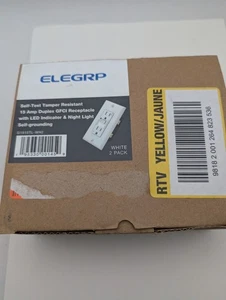 ELEGRP
Self-Test Tamper Resistant
15-Amp Duplex GFCI Receptacle
with LED Indicator & Night Light
Self-grounding
WHITE
2 PACK
RTV YELLOW/JAUNE
9818 2 001 264 823 536